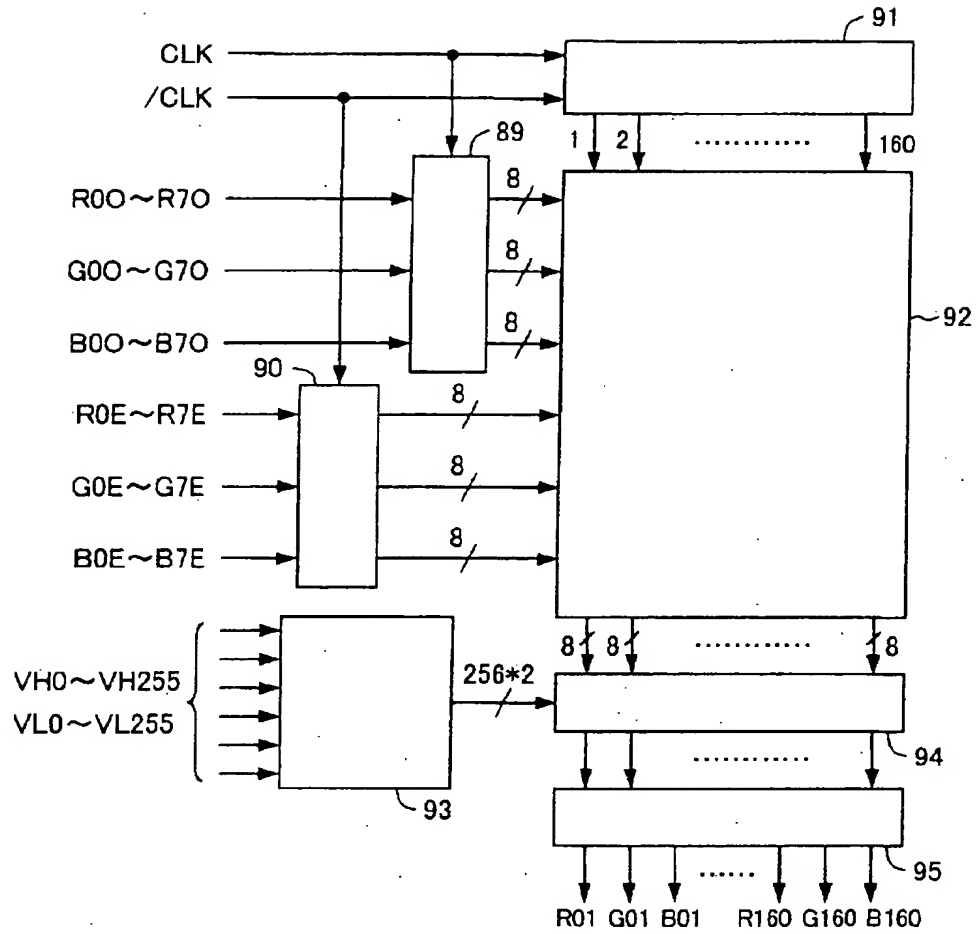 91
CLK
/CLK
89
1 2 ............ 160
R0O~R7O 8
G0O~G7O 8
92
B0O~B7O 8
90
R0E~R7E 8
G0E~G7E 8
B0E~B7E 8
8 8 ............ 8
VH0~VH255 256*2
VL0~VL255
............ 94
93
95
......
R01 G01 B01 R160 G160 B160